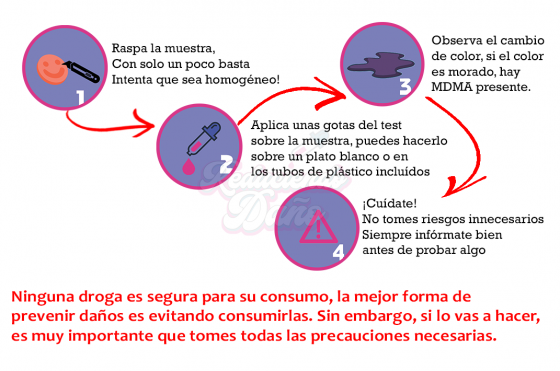 1
Raspa la muestra,
Con solo un poco basta
Intenta que sea homogéneo!
2
Aplica unas gotas del test
sobre la muestra, puedes hacerlo
sobre un plato blanco o en
los tubos de plástico incluídos
3
Observa el cambio
de color, si el color
es morado, hay
MDMA presente.
4
¡Cuídate!
No tomes riesgos innecesarios
Siempre infórmate bien
antes de probar algo
Reduciendo
Daño
Ninguna droga es segura para su consumo, la mejor forma de
prevenir daños es evitando consumirlas. Sin embargo, si lo vas a hacer,
es muy importante que tomes todas las precauciones necesarias.